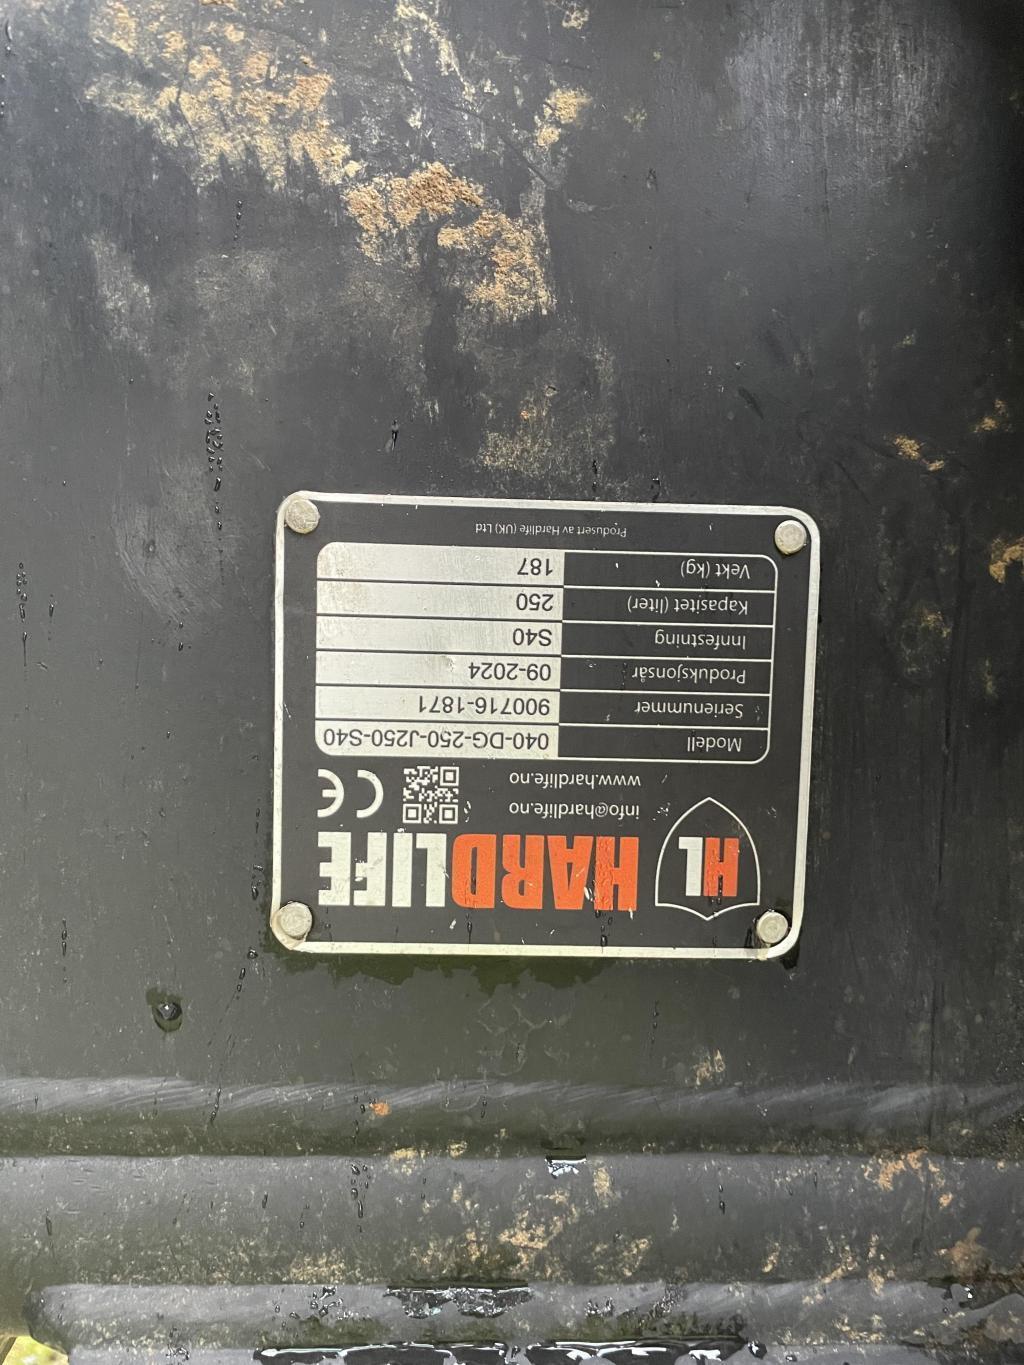 HL HARDLIFE
info@hardlife.no
www.hardlife.no
CE
Modell 040-DG-250-J250-S40
Serienummer 900716-1871
Produksjonsår 09-2024
Innfestning S40
Kapasitet (liter) 250
Vekt (kg) 187
Produsert av Hardlife (UK) Ltd